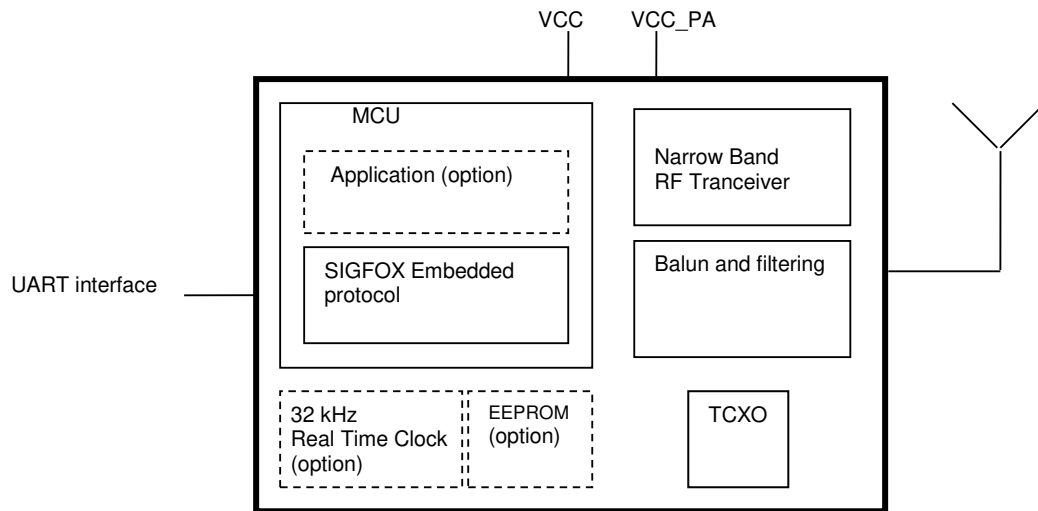 VCC
VCC_PA
MCU
Application (option)
SIGFOX Embedded
protocol
Narrow Band
RF Tranceiver
Balun and filtering
UART interface
32 kHz
Real Time Clock
(option)
EEPROM
(option)
TCXO